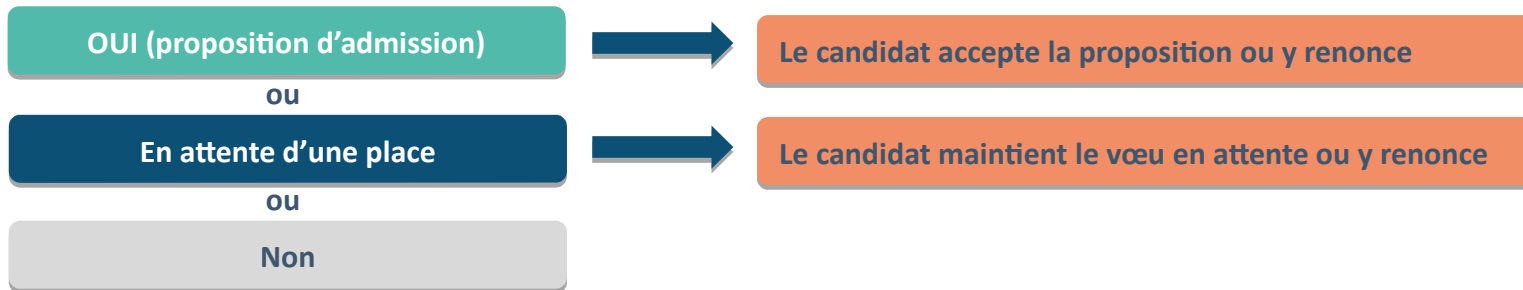 OUI (proposition d’admission)
Le candidat accepte la proposition ou y renonce
ou
En attente d’une place
Le candidat maintient le vœu en attente ou y renonce
ou
Non